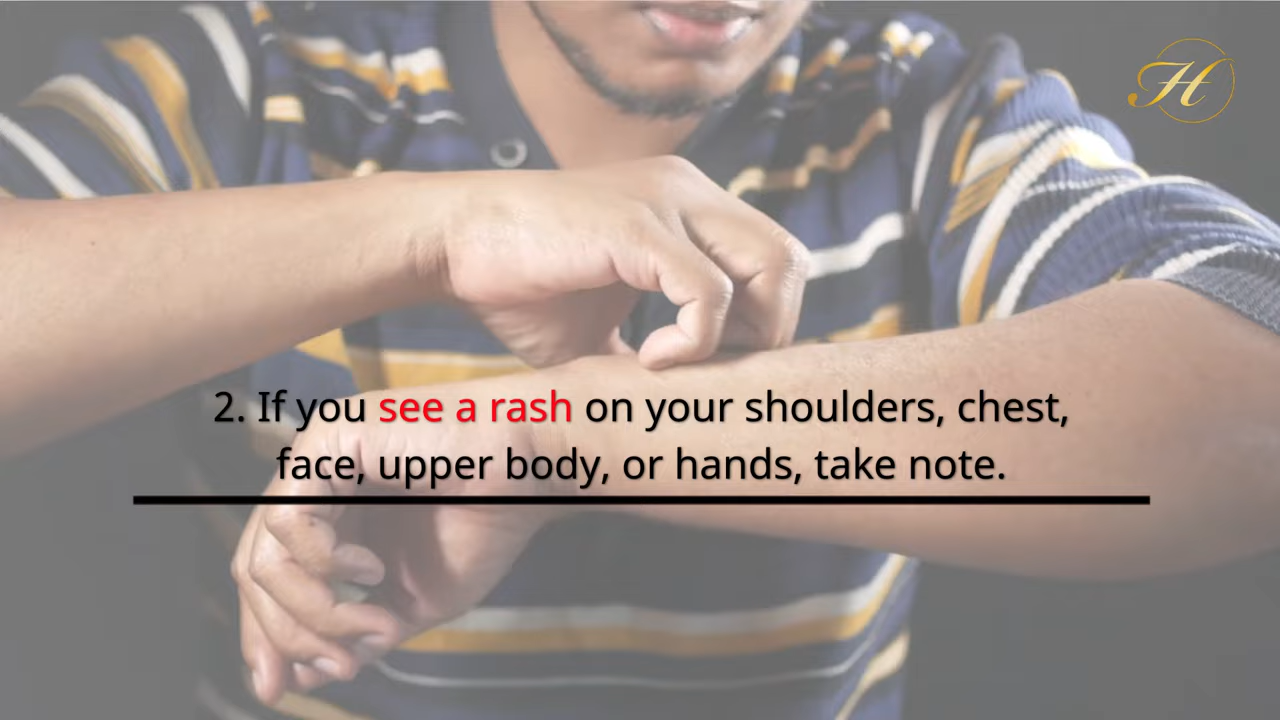 H
2. If you see a rash on your shoulders, chest,
face, upper body, or hands, take note.